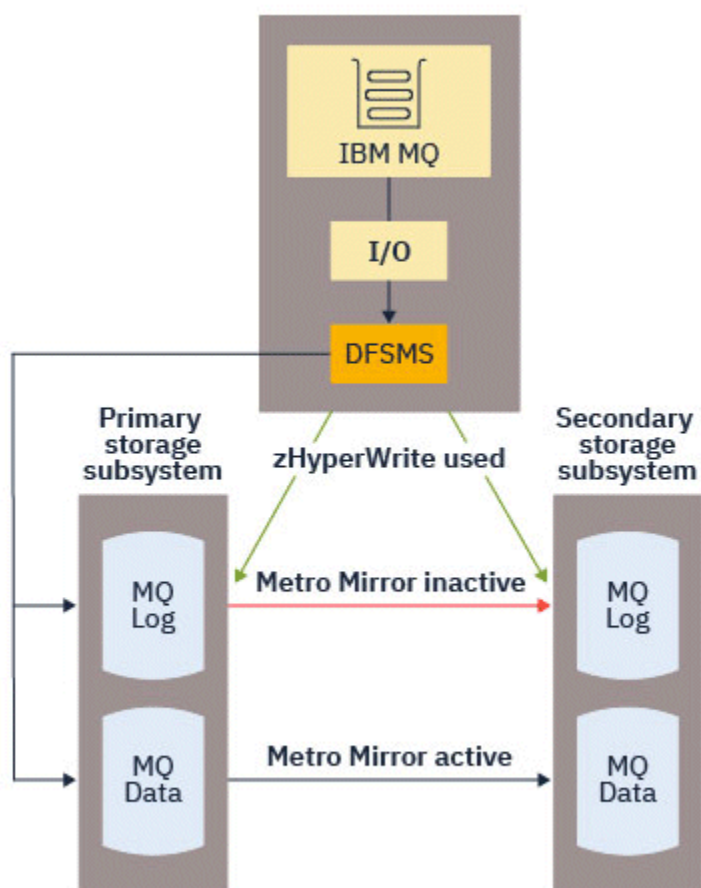 IBM MQ
I/O
DFSMS
Primary
storage
subsystem
zHyperWrite used
Secondary
storage
subsystem
MQ
Log
Metro Mirror inactive
MQ
Log
MQ
Data
Metro Mirror active
MQ
Data